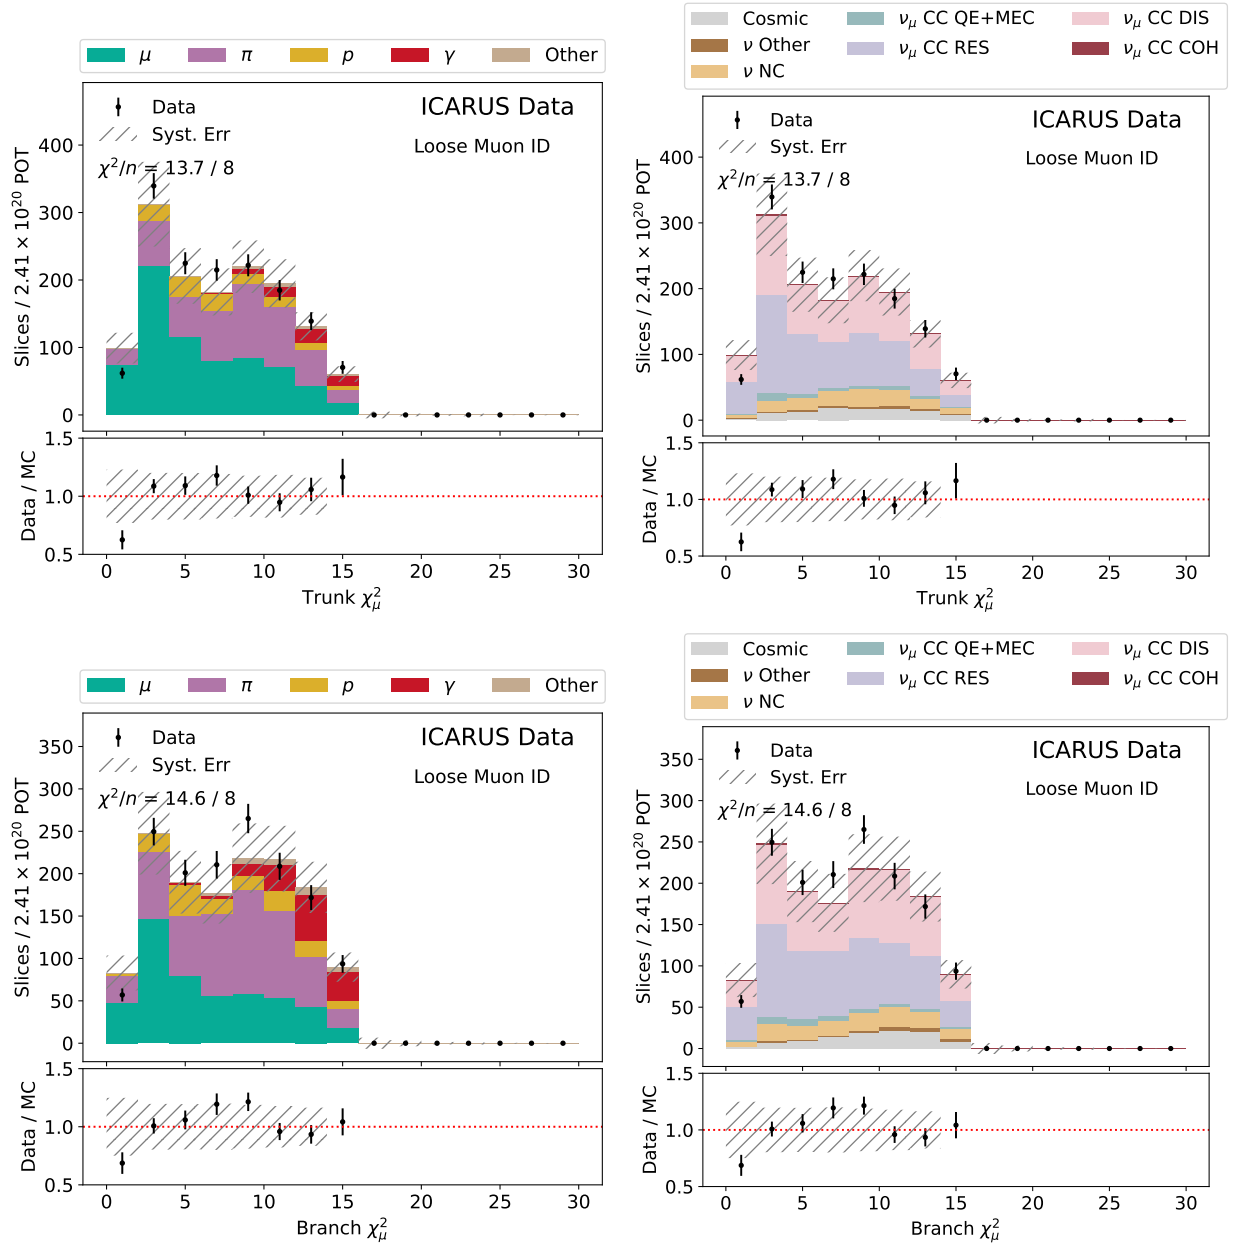 μ π p γ Other
Data
Syst. Err
χ²/n = 13.7 / 8
ICARUS Data
Loose Muon ID
Slices / 2.41 × 10²⁰ POT
400
300
200
100
0
Data / MC
1.5
1.0
0.5
0 5 10 15 20 25 30
Trunk χ²μ
Cosmic νμ CC QE+MEC νμ CC DIS
ν Other νμ CC RES νμ CC COH
ν NC
Data
Syst. Err
χ²/n = 13.7 / 8
ICARUS Data
Loose Muon ID
Slices / 2.41 × 10²⁰ POT
400
300
200
100
0
Data / MC
1.5
1.0
0.5
0 5 10 15 20 25 30
Trunk χ²μ
μ π p γ Other
Data
Syst. Err
χ²/n = 14.6 / 8
ICARUS Data
Loose Muon ID
Slices / 2.41 × 10²⁰ POT
350
300
250
200
150
100
50
0
Data / MC
1.5
1.0
0.5
0 5 10 15 20 25 30
Branch χ²μ
Cosmic νμ CC QE+MEC νμ CC DIS
ν Other νμ CC RES νμ CC COH
ν NC
Data
Syst. Err
χ²/n = 14.6 / 8
ICARUS Data
Loose Muon ID
Slices / 2.41 × 10²⁰ POT
350
300
250
200
150
100
50
0
Data / MC
1.5
1.0
0.5
0 5 10 15 20 25 30
Branch χ²μ